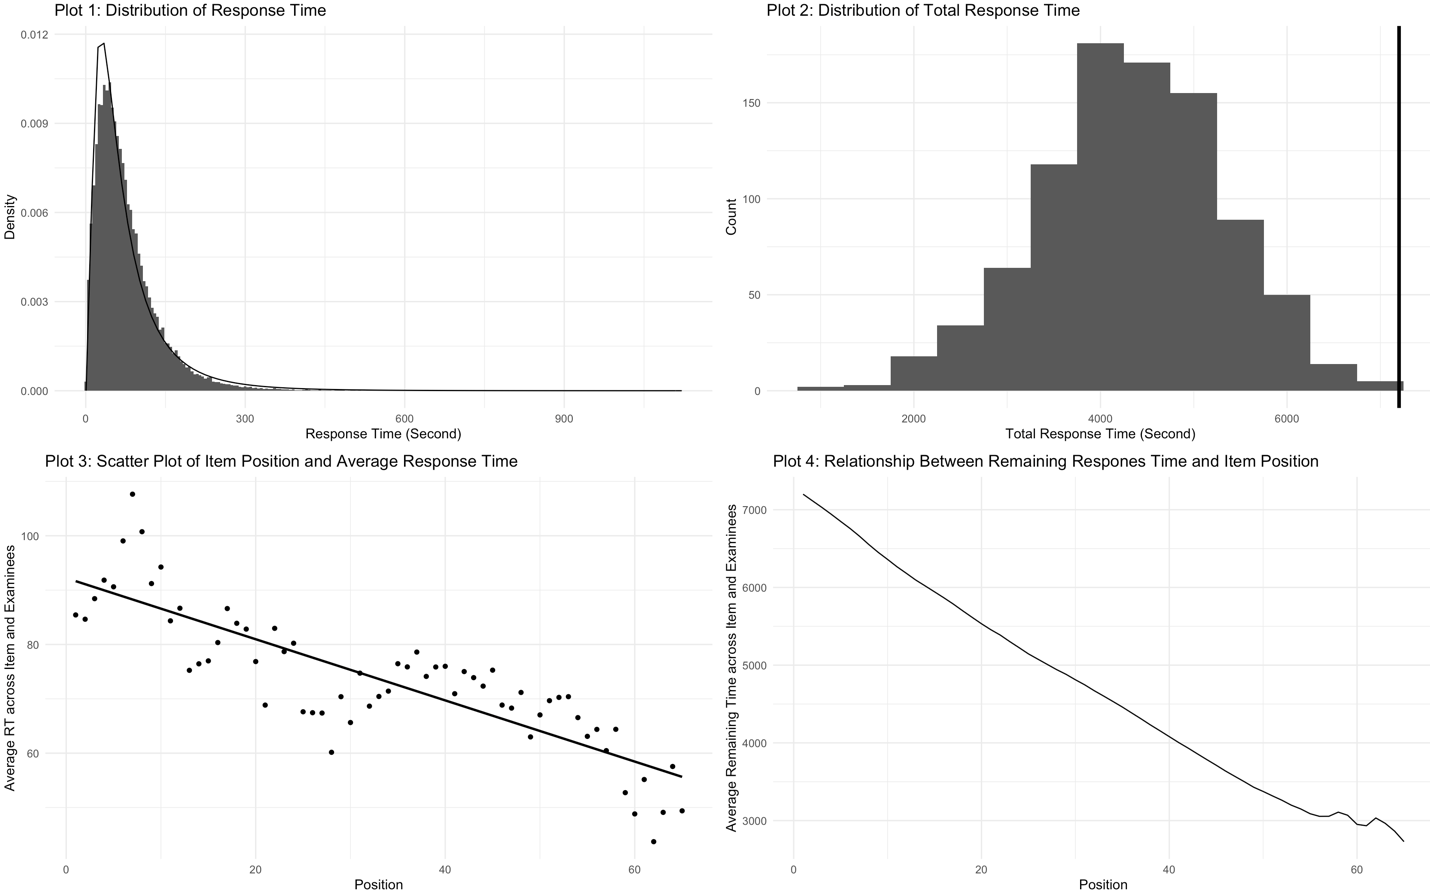 Plot 1: Distribution of Response Time
0.012
0.009
0.006
0.003
0.000
Density
0 300 600 900
Response Time (Second)
Plot 2: Distribution of Total Response Time
150
100
50
0
Count
2000 4000 6000
Total Response Time (Second)
Plot 3: Scatter Plot of Item Position and Average Response Time
100
80
60
Average RT across Item and Examinees
0 20 40 60
Position
Plot 4: Relationship Between Remaining Respones Time and Item Position
7000
6000
5000
4000
3000
Average Remaining Time across Item and Examinees
0 20 40 60
Position